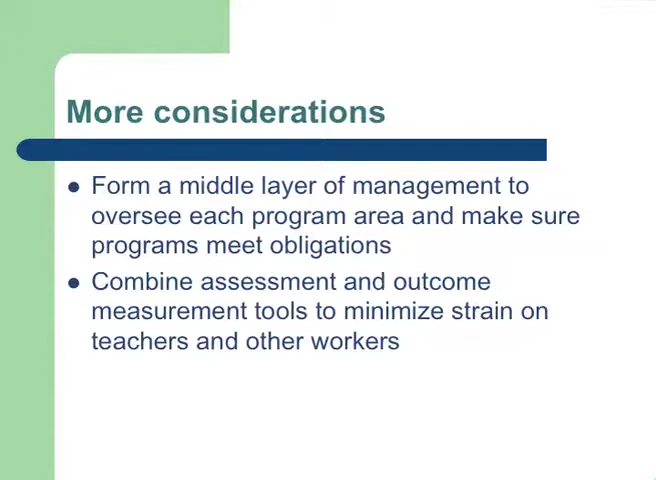 More considerations
Form a middle layer of management to
oversee each program area and make sure
programs meet obligations
Combine assessment and outcome
measurement tools to minimize strain on
teachers and other workers